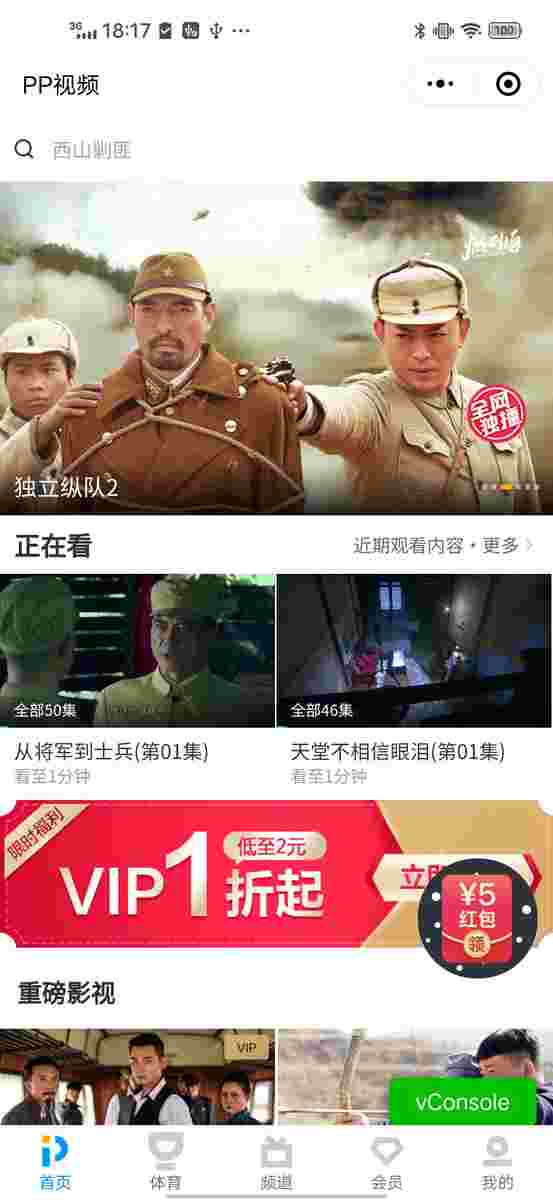 3G 18:17 100
PP视频
西山剿匪
全网
独播
独立纵队2
正在看
近期观看内容·更多
全部50集
全部46集
从将军到士兵(第01集)
天堂不相信眼泪(第01集)
看至1分钟
看至1分钟
限时福利
VIP1折起
低至2元
立即
¥5
红包
领
重磅影视
VIP
vConsole
首页
体育
频道
会员
我的